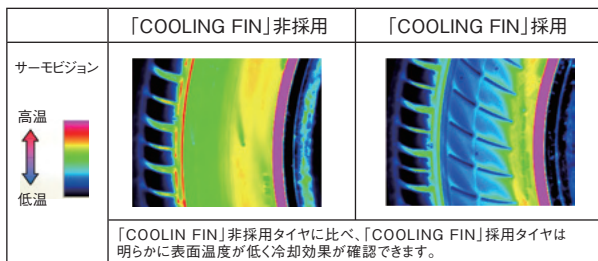 「COOLING FIN」非採用
「COOLING FIN」採用
サーモビジョン
高温
低温
「COOLIN FIN」非採用タイヤに比べ、「COOLING FIN」採用タイヤは
明らかに表面温度が低く冷却効果が確認できます。